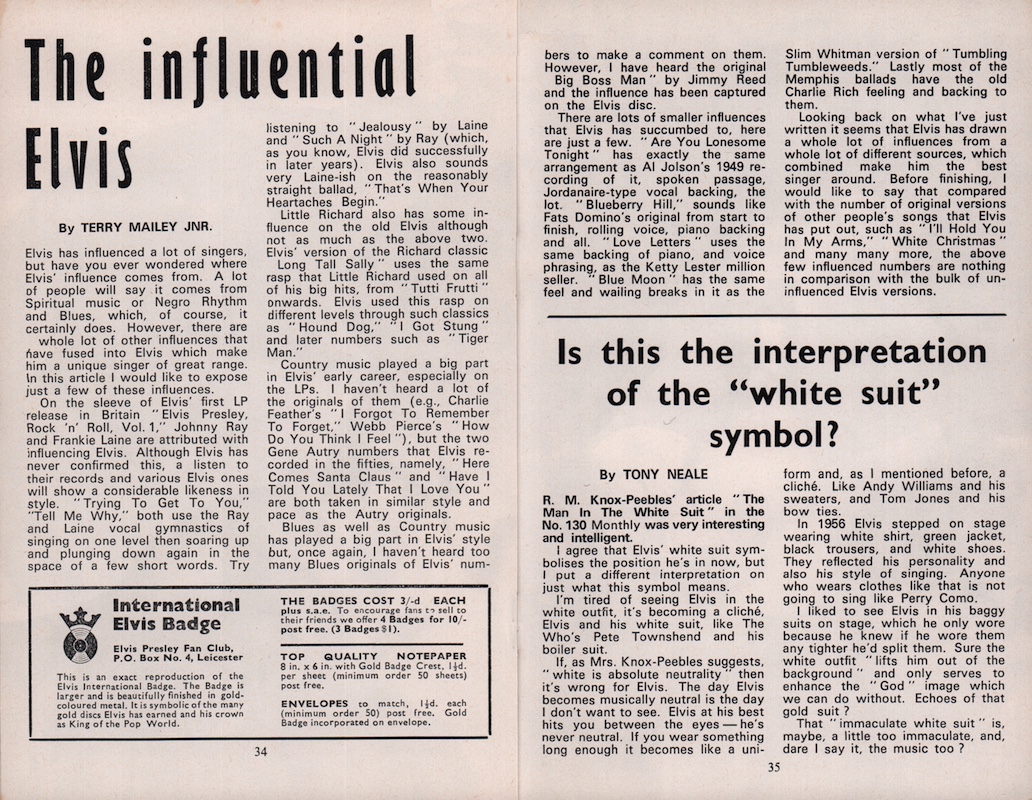 The influential
Elvis
By TERRY MAILEY JNR.
Elvis has influenced a lot of singers,
but have you ever wondered where
Elvis' influence comes from. A lot
of people will say it comes from
Spiritual music or Negro Rhythm
and Blues, which, of course, it
certainly does. However, there are
whole lot of other influences that
have fused into Elvis which make
him a unique singer of great range.
In this article I would like to expose
just a few of these influences.
On the sleeve of Elvis' first LP
release in Britain "Elvis Presley,
Rock 'n' Roll, Vol. 1," Johnny Ray
and Frankie Laine are attributed with
influencing Elvis. Although Elvis has
never confirmed this, a listen to
their records and various Elvis ones
will show a considerable likeness in
style. "Trying To Get To You,"
"Tell Me Why," both use the Ray
and Laine vocal gymnastics of
singing on one level then soaring up
and plunging down again in the
space of a few short words. Try
listening to "Jealousy" by Laine
and "Such A Night" by Ray (which,
as you know, Elvis did successfully
in later years). Elvis also sounds
very Laine-ish on the reasonably
straight ballad, "That's When Your
Heartaches Begin."
Little Richard also has some in-
fluence on the old Elvis although
not as much as the above two.
Elvis' version of the Richard classic
Long Tall Sally" uses the same
rasp that Little Richard used on all
of his big hits, from "Tutti Frutti"
onwards. Elvis used this rasp on
different levels through such classics
as "Hound Dog," "I Got Stung"
and later numbers such as "Tiger
Man."
Country music played a big part
in Elvis' early career, especially on
the LPs. I haven't heard a lot of
the originals of them (e.g., Charlie
Feather's "I Forgot To Remember
To Forget," Webb Pierce's "How
Do You Think I Feel"), but the two
Gene Autry numbers that Elvis re-
corded in the fifties, namely, "Here
Comes Santa Claus" and "Have I
Told You Lately That I Love You"
are both taken in similar style and
pace as the Autry originals.
Blues as well as Country music
has played a big part in Elvis' style
but, once again, I haven't heard too
many Blues originals of Elvis' num-
International
Elvis Badge
Elvis Presley Fan Club,
P.O. Box No. 4, Leicester
This is an exact reproduction of the
Elvis International Badge. The Badge is
larger and is beautifully finished in gold-
coloured metal. It is symbolic of the many
gold discs Elvis has earned and his crown
as King of the Pop World.
THE BADGES COST 3/-d EACH
plus s.a.e. To encourage fans to sell to
their friends we offer 4 Badges for 10/-
post free. (3 Badges $1).
TOP QUALITY NOTEPAPER
8 in. x 6 in. with Gold Badge Crest, 1½d.
per sheet (minimum order 50 sheets)
post free.
ENVELOPES to match, 1½d. each
(minimum order 50) post free. Gold
Badge incorporated on envelope.
34
bers to make a comment on them.
However, I have heard the original
Big Boss Man" by Jimmy Reed
and the influence has been captured
on the Elvis disc.
There are lots of smaller influences
that Elvis has succumbed to, here
are just a few. "Are You Lonesome
Tonight" has exactly the same
arrangement as Al Jolson's 1949 re-
cording of it, spoken passage,
Jordanaire-type vocal backing, the
lot. "Blueberry Hill," sounds like
Fats Domino's original from start to
finish, rolling voice, piano backing
and all. "Love Letters" uses the
same backing of piano, and voice
phrasing, as the Ketty Lester million
seller. "Blue Moon" has the same
feel and wailing breaks in it as the
Slim Whitman version of "Tumbling
Tumbleweeds." Lastly most of the
Memphis ballads have the old
Charlie Rich feeling and backing to
them.
Looking back on what I've just
written it seems that Elvis has drawn
a whole lot of influences from a
whole lot of different sources, which
combined make him the best
singer around. Before finishing, I
would like to say that compared
with the number of original versions
of other people's songs that Elvis
has put out, such as "I'll Hold You
In My Arms," "White Christmas"
and many many more, the above
few influenced numbers are nothing
in comparison with the bulk of un-
influenced Elvis versions.
Is this the interpretation
of the "white suit"
symbol?
By TONY NEALE
R. M. Knox-Peebles' article "The
Man In The White Suit" in the
No. 130 Monthly was very interesting
and intelligent.
I agree that Elvis' white suit sym-
bolises the position he's in now, but
I put a different interpretation on
just what this symbol means.
I'm tired of seeing Elvis in the
white outfit, it's becoming a cliché,
Elvis and his white suit, like The
Who's Pete Townshend and his
boiler suit.
If, as Mrs. Knox-Peebles suggests,
"white is absolute neutrality" then
it's wrong for Elvis. The day Elvis
becomes musically neutral is the day
I don't want to see. Elvis at his best
hits you between the eyes—he's
never neutral. If you wear something
long enough it becomes like a uni-
form and, as I mentioned before, a
cliché. Like Andy Williams and his
sweaters, and Tom Jones and his
bow ties.
In 1956 Elvis stepped on stage
wearing white shirt, green jacket,
black trousers, and white shoes.
They reflected his personality and
also his style of singing. Anyone
who wears clothes like that is not
going to sing like Perry Como.
I liked to see Elvis in his baggy
suits on stage, which he only wore
because he knew if he wore them
any tighter he'd split them. Sure the
white outfit "lifts him out of the
background" and only serves to
enhance the "God" image which
we can do without. Echoes of that
gold suit?
That "immaculate white suit" is,
maybe, a little too immaculate, and,
dare I say it, the music too?
35